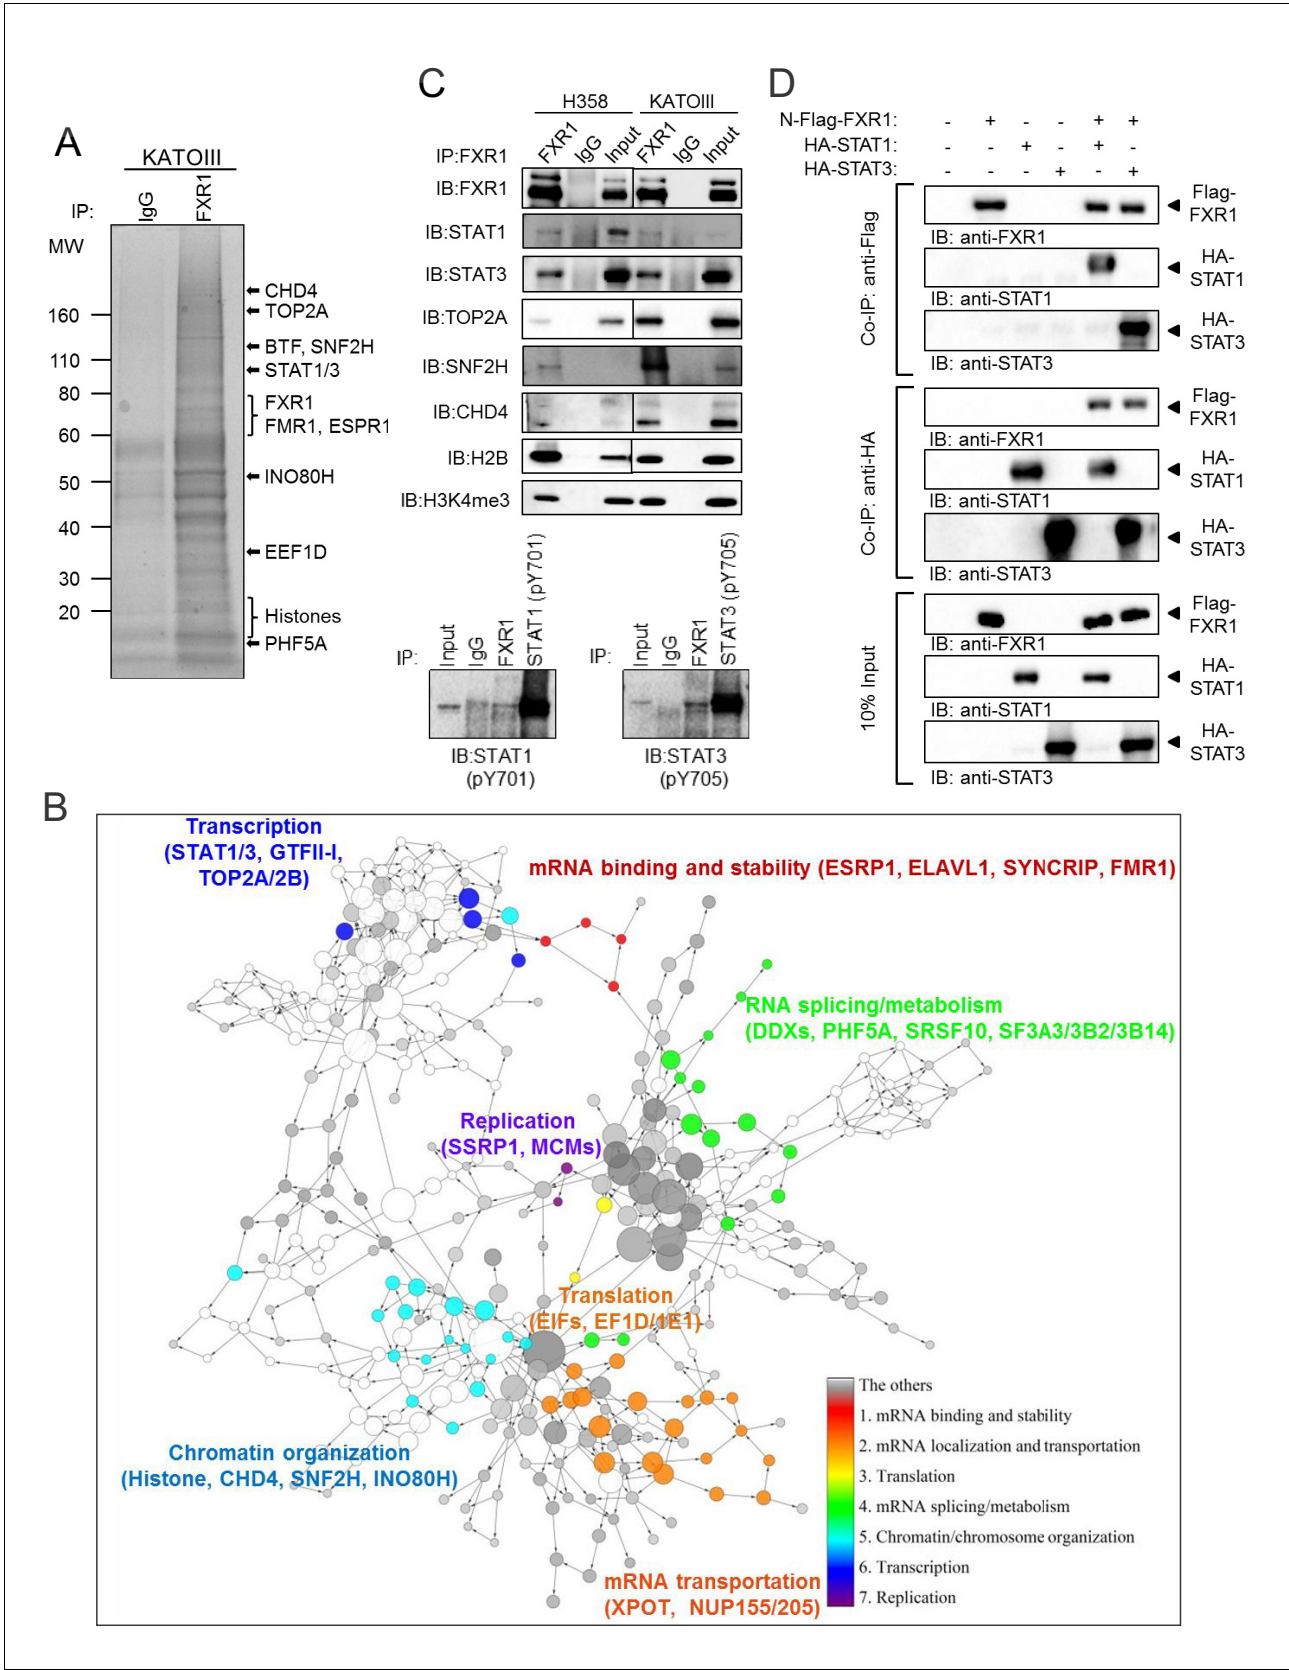 A
KATOIII
IP:
IgG
FXR1
MW
160
110
80
60
50
40
30
20
CHD4
TOP2A
BTF, SNF2H
STAT1/3
FXR1
FMR1, ESPR1
INO80H
EEF1D
Histones
PHF5A
C
H358 KATOIII
IP:FXR1 FXR1 IgG Input FXR1 IgG Input
IB:FXR1
IB:STAT1
IB:STAT3
IB:TOP2A
IB:SNF2H
IB:CHD4
IB:H2B
IB:H3K4me3
IP: Input IgG FXR1 STAT1 (pY701)
IB:STAT1
(pY701)
IP: Input IgG FXR1 STAT3 (pY705)
IB:STAT3
(pY705)
D
N-Flag-FXR1: - + - - + +
HA-STAT1: - - + - + -
HA-STAT3: - - - + - +
Co-IP: anti-Flag
Flag-
FXR1
IB: anti-FXR1
HA-
STAT1
IB: anti-STAT1
HA-
STAT3
IB: anti-STAT3
Co-IP: anti-HA
Flag-
FXR1
IB: anti-FXR1
HA-
STAT1
IB: anti-STAT1
HA-
STAT3
IB: anti-STAT3
10% Input
Flag-
FXR1
IB: anti-FXR1
HA-
STAT1
IB: anti-STAT1
HA-
STAT3
IB: anti-STAT3
B
Transcription
(STAT1/3, GTFII-I,
TOP2A/2B)
mRNA binding and stability (ESRP1, ELAVL1, SYNCRIP, FMR1)
RNA splicing/metabolism
(DDXs, PHF5A, SRSF10, SF3A3/3B2/3B14)
Replication
(SSRP1, MCMs)
Translation
(EIFs, EF1D/1E1)
Chromatin organization
(Histone, CHD4, SNF2H, INO80H)
mRNA transportation
(XPOT, NUP155/205)
The others
1. mRNA binding and stability
2. mRNA localization and transportation
3. Translation
4. mRNA splicing/metabolism
5. Chromatin/chromosome organization
6. Transcription
7. Replication